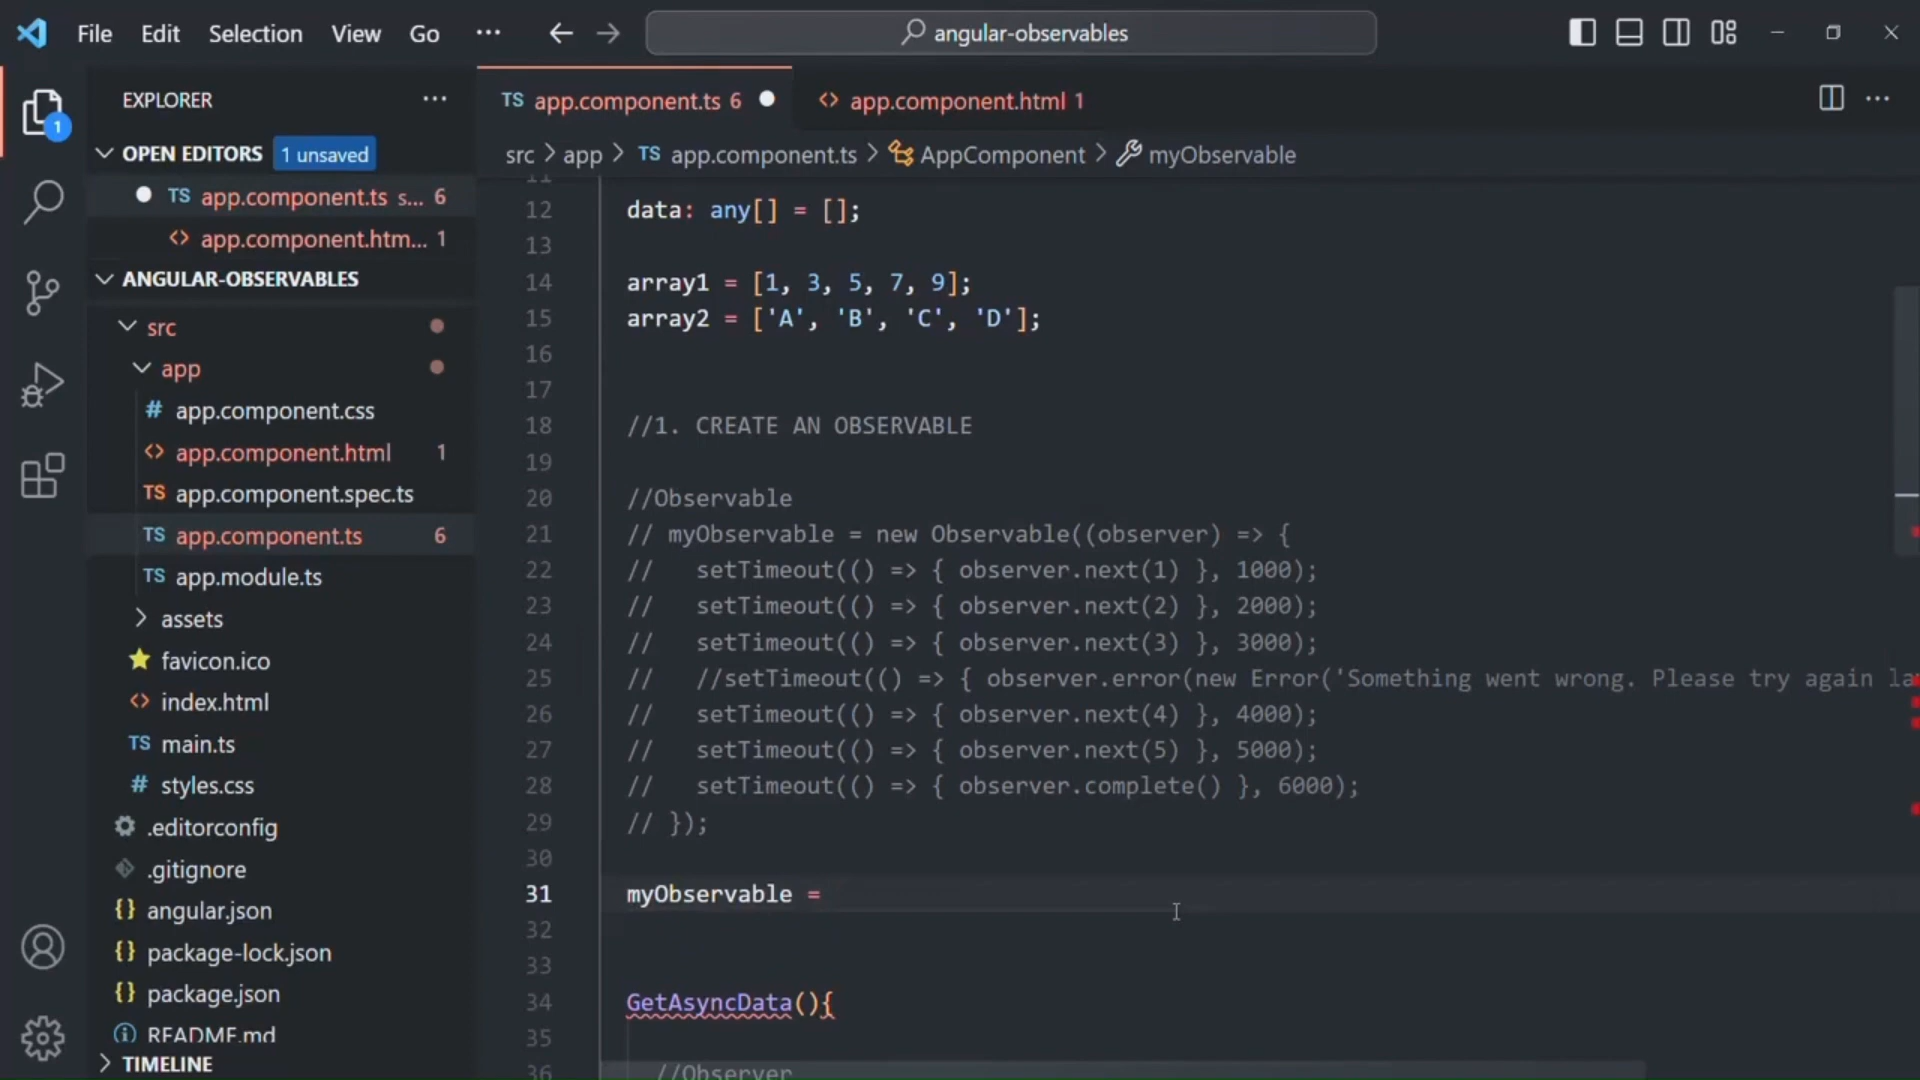 File Edit Selection View Go ··· angular-observables
EXPLORER ···
OPEN EDITORS 1 unsaved
TS app.component.ts s... 6
<> app.component.htm... 1
ANGULAR-OBSERVABLES
src
app
# app.component.css
<> app.component.html 1
TS app.component.spec.ts
TS app.component.ts 6
TS app.module.ts
assets
favicon.ico
<> index.html
TS main.ts
# styles.css
.editorconfig
.gitignore
{} angular.json
{} package-lock.json
{} package.json
README.md
TIMELINE
1
TS app.component.ts 6 <> app.component.html 1
src > app > TS app.component.ts > AppComponent > myObservable
11
12 data: any[] = [];
13
14 array1 = [1, 3, 5, 7, 9];
15 array2 = ['A', 'B', 'C', 'D'];
16
17
18 //1. CREATE AN OBSERVABLE
19
20 //Observable
21 // myObservable = new Observable((observer) => {
22 //   setTimeout(() => { observer.next(1) }, 1000);
23 //   setTimeout(() => { observer.next(2) }, 2000);
24 //   setTimeout(() => { observer.next(3) }, 3000);
25 //   //setTimeout(() => { observer.error(new Error('Something went wrong. Please try again la
26 //   setTimeout(() => { observer.next(4) }, 4000);
27 //   setTimeout(() => { observer.next(5) }, 5000);
28 //   setTimeout(() => { observer.complete() }, 6000);
29 // });
30
31 myObservable =
32
33
34 GetAsyncData(){
35
36 //Observer